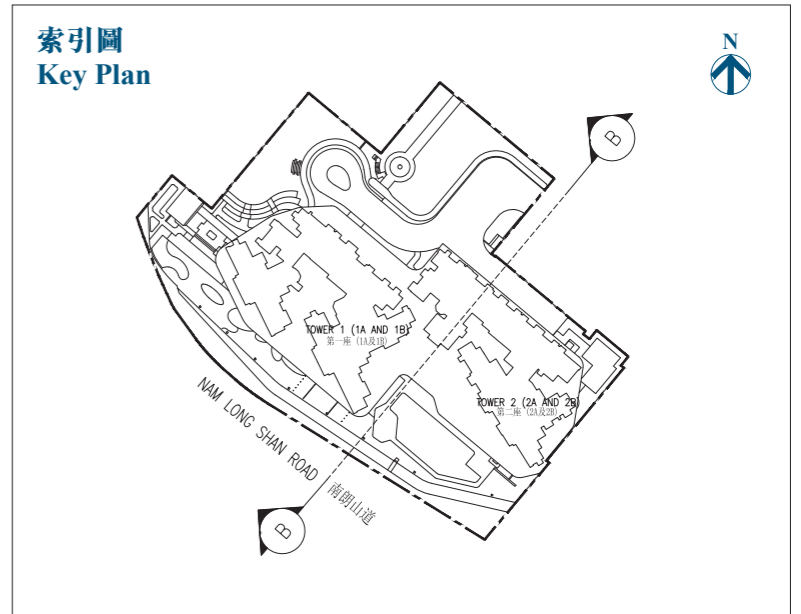 索引圖
Key Plan
N
B
TOWER 1 (1A AND 1B)
第一座 (1A及1B)
TOWER 2 (2A AND 2B)
第二座 (2A及2B)
NAM LONG SHAN ROAD
南朗山道
B